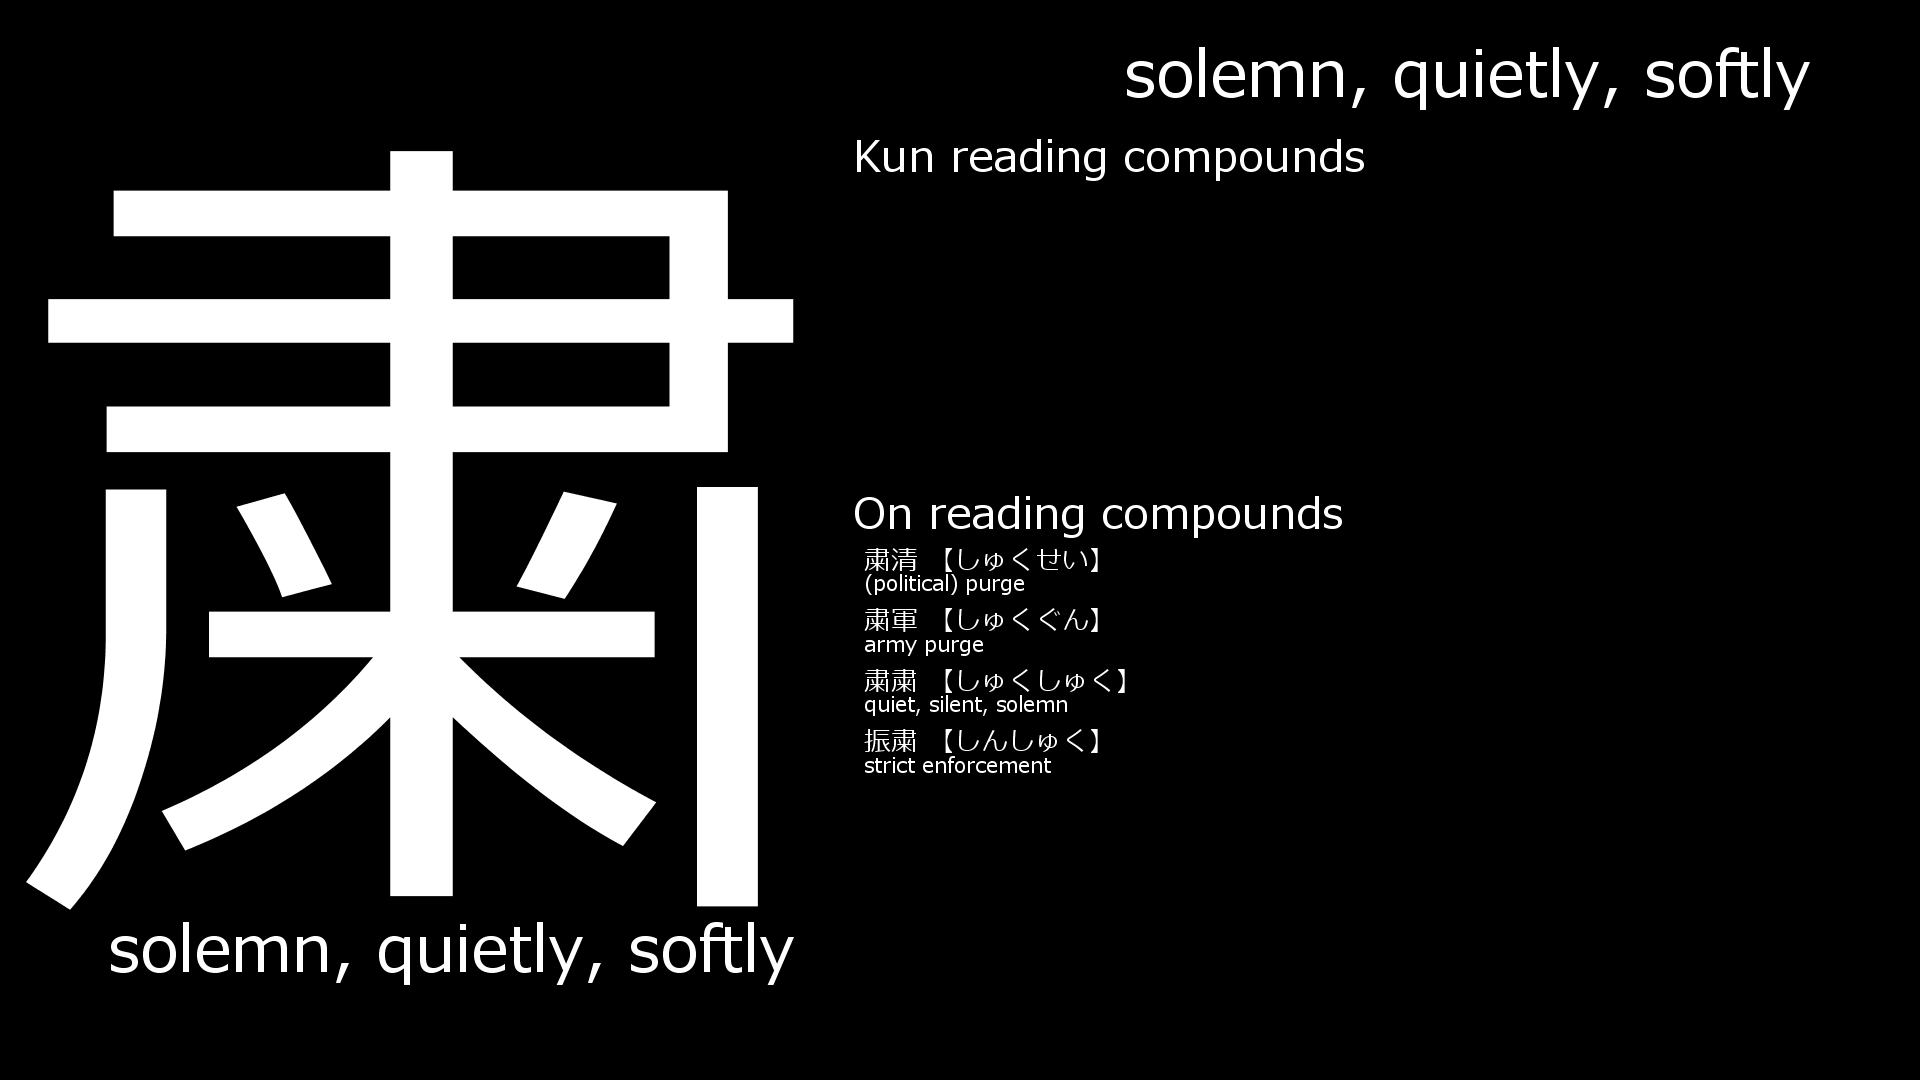 solemn, quietly, softly
粛
Kun reading compounds
On reading compounds
粛清 【しゅくせい】
(political) purge
粛軍 【しゅくぐん】
army purge
粛粛 【しゅくしゅく】
quiet, silent, solemn
振粛 【しんしゅく】
strict enforcement
solemn, quietly, softly